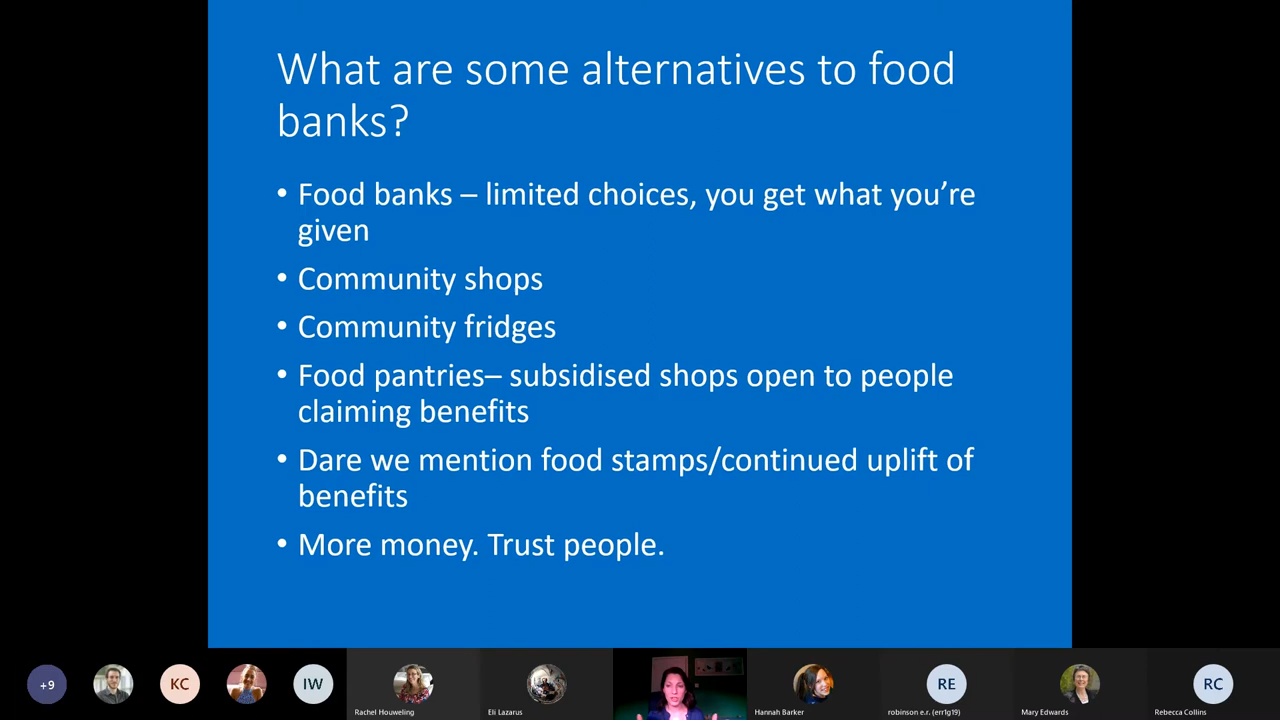 What are some alternatives to food
banks?
• Food banks – limited choices, you get what you’re
given
• Community shops
• Community fridges
• Food pantries– subsidised shops open to people
claiming benefits
• Dare we mention food stamps/continued uplift of
benefits
• More money. Trust people.
+9
KC
IW
Rachel Houweling
Eli Lazarus
Hannah Barker
RE
robinson e.r. (err1g19)
Mary Edwards
RC
Rebecca Collins